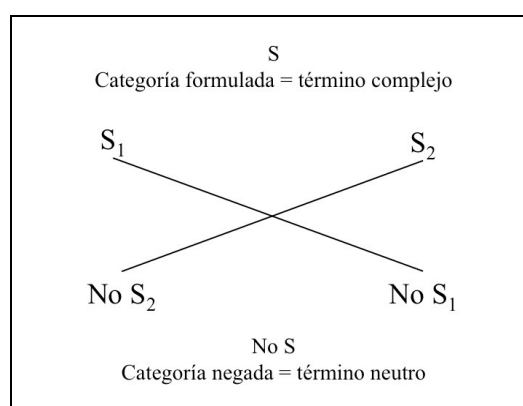 S
Categoría formulada = término complejo
S₁ S₂
No S₂ No S₁
No S
Categoría negada = término neutro